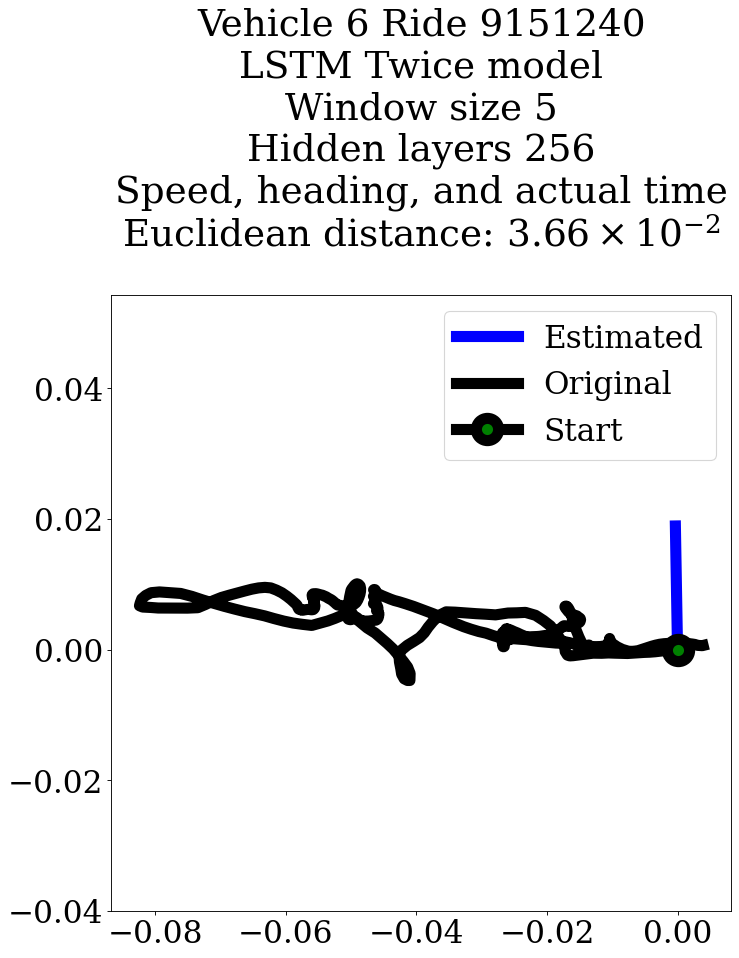 Vehicle 6 Ride 9151240
LSTM Twice model
Window size 5
Hidden layers 256
Speed, heading, and actual time
Euclidean distance: 3.66 × 10⁻²
Estimated
Original
Start
0.04
0.02
0.00
−0.02
−0.04
−0.08 −0.06 −0.04 −0.02 0.00